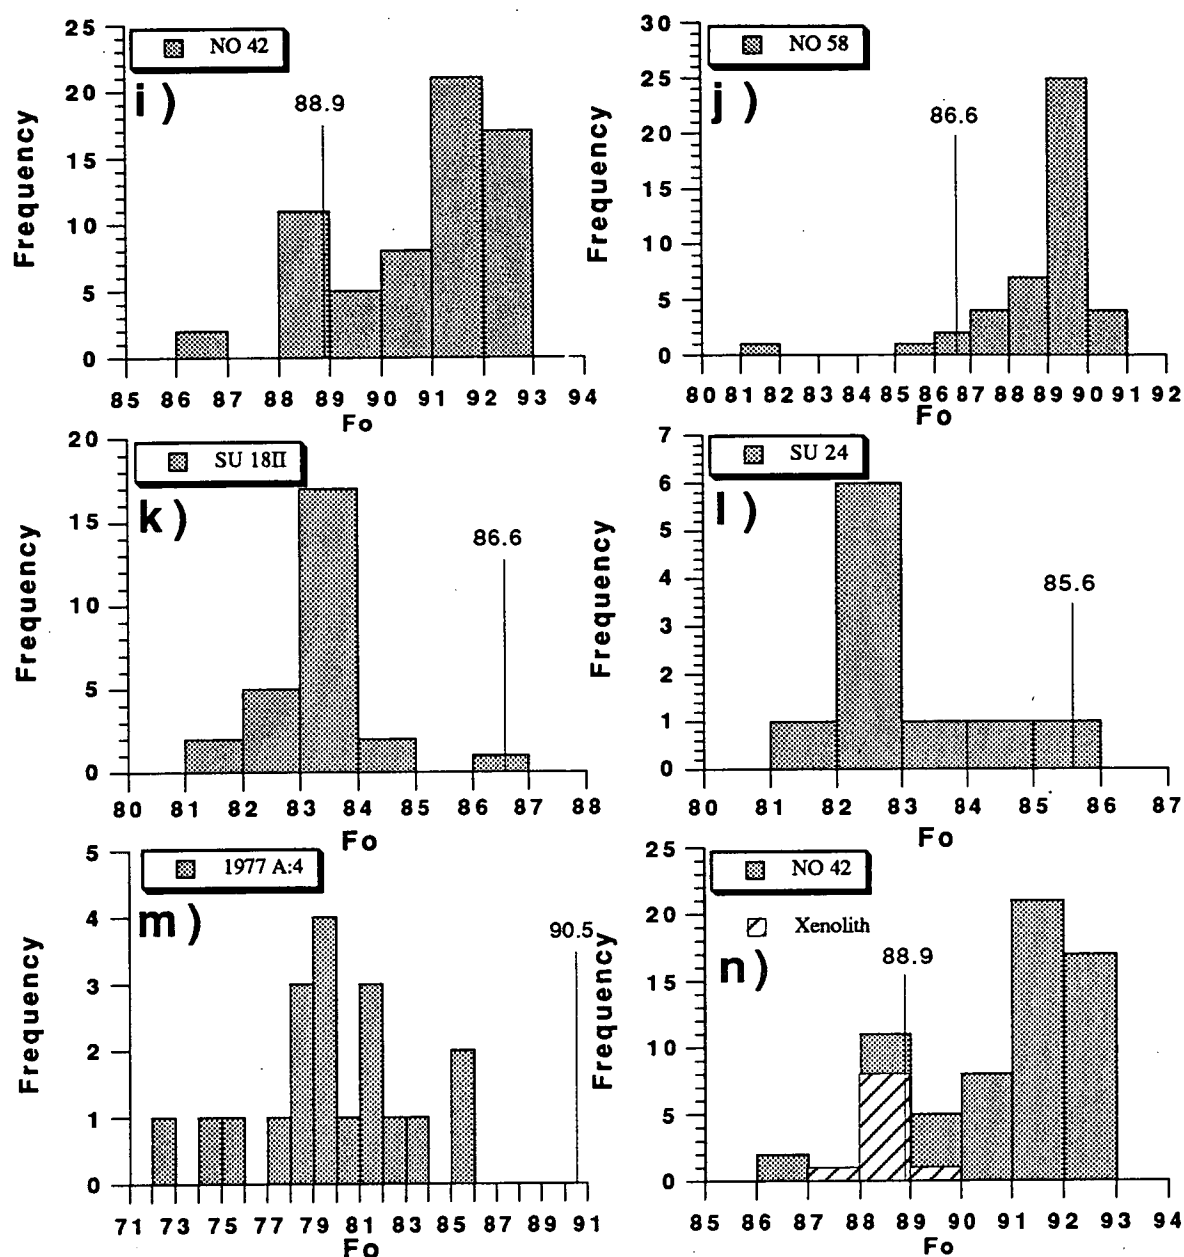 NO 42
i)
88.9
Frequency
25
20
15
10
5
0
85 86 87 88 89 90 91 92 93 94
Fo
NO 58
j)
86.6
Frequency
30
25
20
15
10
5
0
80 81 82 83 84 85 86 87 88 89 90 91 92
Fo
SU 18II
k)
86.6
Frequency
20
15
10
5
0
80 81 82 83 84 85 86 87 88
Fo
SU 24
l)
85.6
Frequency
7
6
5
4
3
2
1
0
80 81 82 83 84 85 86 87
Fo
1977 A:4
m)
90.5
Frequency
5
4
3
2
1
0
71 73 75 77 79 81 83 85 87 89 91
Fo
NO 42
Xenolith
n)
88.9
Frequency
25
20
15
10
5
0
85 86 87 88 89 90 91 92 93 94
Fo